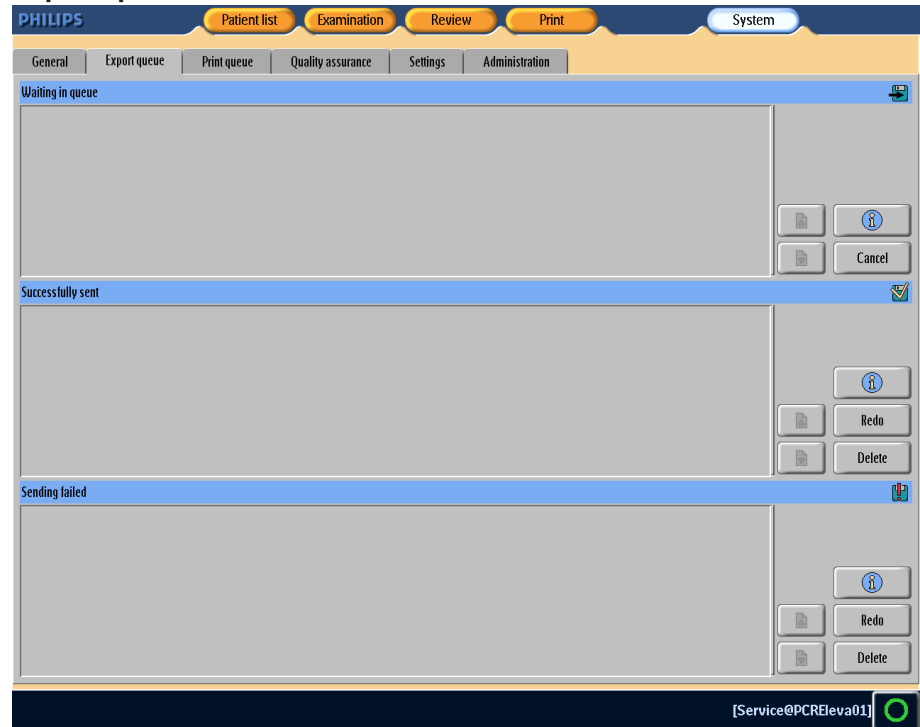 PHILIPS Patient list Examination Review Print System
General Export queue Print queue Quality assurance Settings Administration
Waiting in queue
Cancel
Successfully sent
Redo
Delete
Sending failed
Redo
Delete
[Service@PCREleva01]